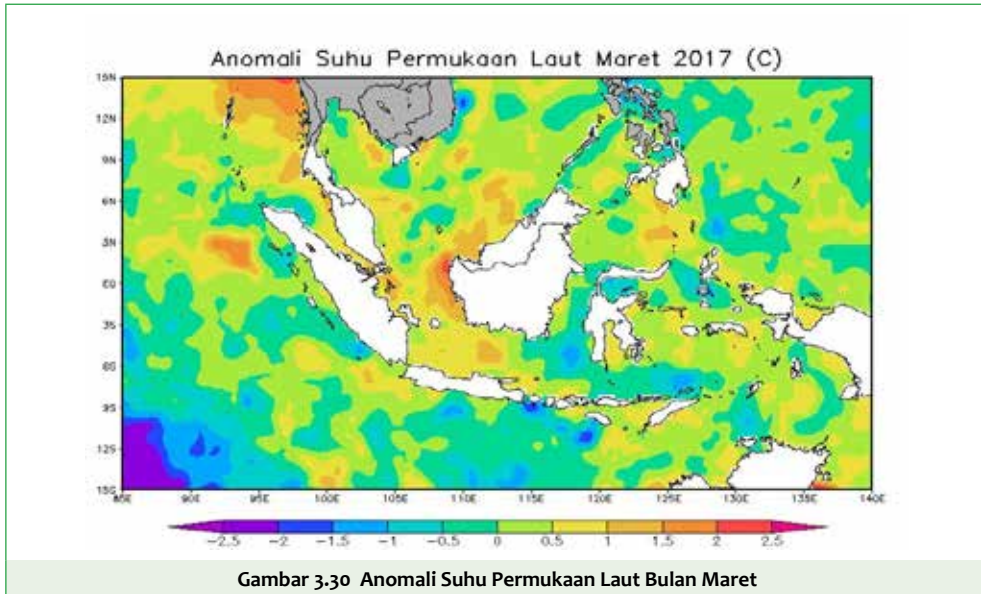 Anomali Suhu Permukaan Laut Maret 2017 (C)
15N
12N
9N
6N
3N
EQ
3S
6S
9S
12S
15S
85E 90E 95E 100E 105E 110E 115E 120E 125E 130E 135E 140E
-2.5 -2 -1.5 -1 -0.5 0 0.5 1 1.5 2 2.5
Gambar 3.30 Anomali Suhu Permukaan Laut Bulan Maret